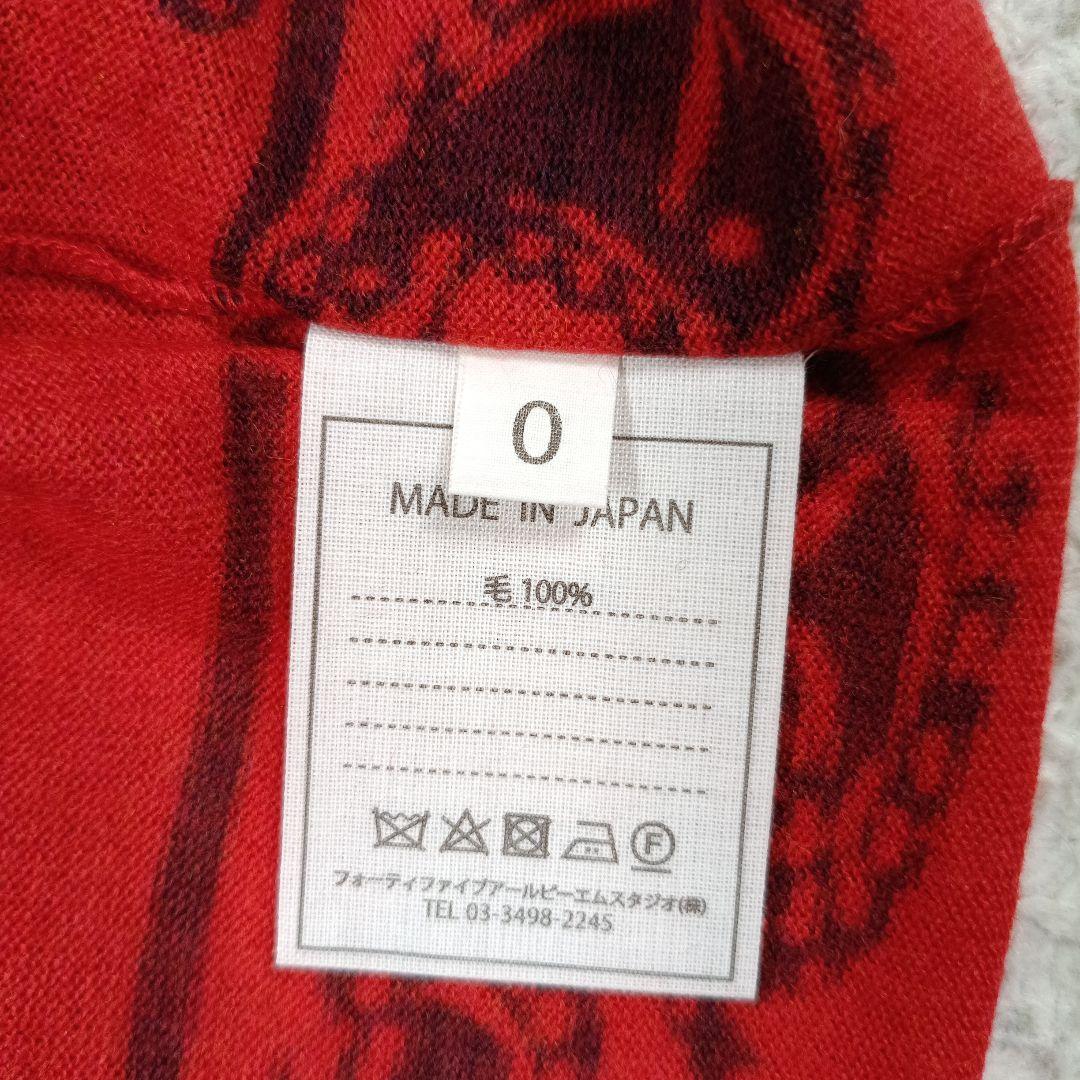 0
MADE IN JAPAN
毛 100%
F
フォーティファイブアールピーエムスタジオ(株)
TEL 03-3498-2245